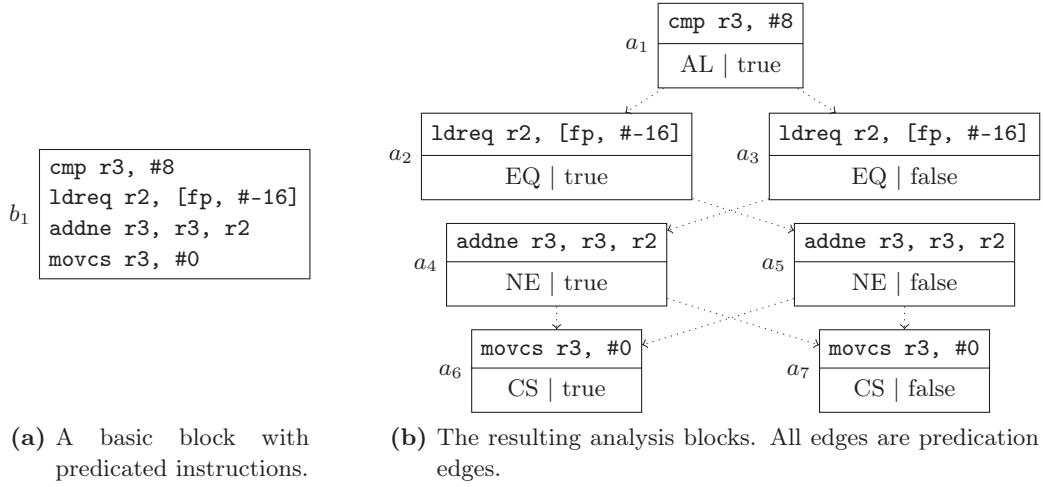 b1
cmp r3, #8
ldreq r2, [fp, #-16]
addne r3, r3, r2
movcs r3, #0
(a) A basic block with
predicated instructions.
a1
cmp r3, #8
AL | true
a2
ldreq r2, [fp, #-16]
EQ | true
a3
ldreq r2, [fp, #-16]
EQ | false
a4
addne r3, r3, r2
NE | true
a5
addne r3, r3, r2
NE | false
a6
movcs r3, #0
CS | true
a7
movcs r3, #0
CS | false
(b) The resulting analysis blocks. All edges are predication
edges.